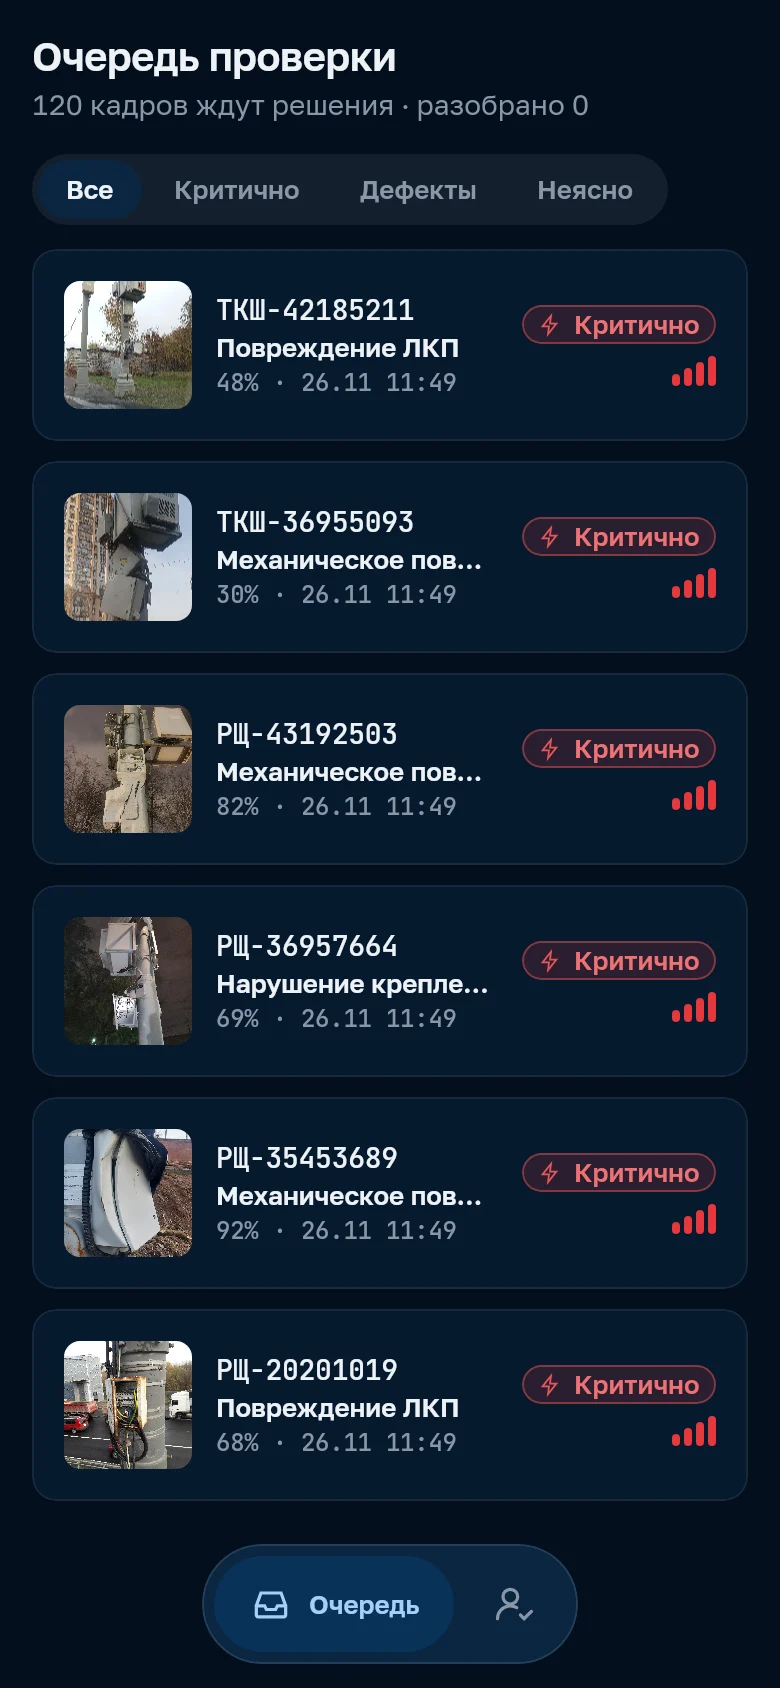 Очередь проверки
120 кадров ждут решения · разобрано 0
Все Критично Дефекты Неясно
ТКШ-42185211
Повреждение ЛКП
48% · 26.11 11:49
Критично
ТКШ-36955093
Механическое пов...
30% · 26.11 11:49
Критично
РЩ-43192503
Механическое пов...
82% · 26.11 11:49
Критично
РЩ-36957664
Нарушение крепле...
69% · 26.11 11:49
Критично
РЩ-35453689
Механическое пов...
92% · 26.11 11:49
Критично
РЩ-20201019
Повреждение ЛКП
68% · 26.11 11:49
Критично
Очередь